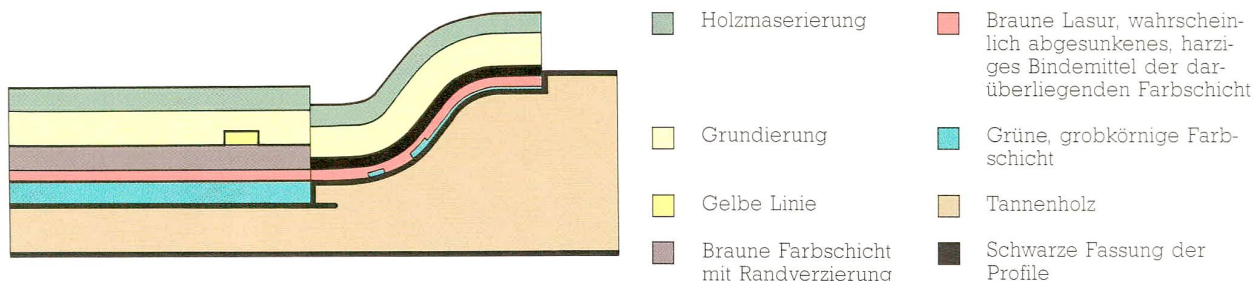 Holzmaserierung
Grundierung
Gelbe Linie
Braune Farbschicht
mit Randverzierung
Braune Lasur, wahrschein-
lich abgesunkenes, harzi-
ges Bindemittel der dar-
überliegenden Farbschicht
Grüne, grobkörnige Farb-
schicht
Tannenholz
Schwarze Fassung der
Profile